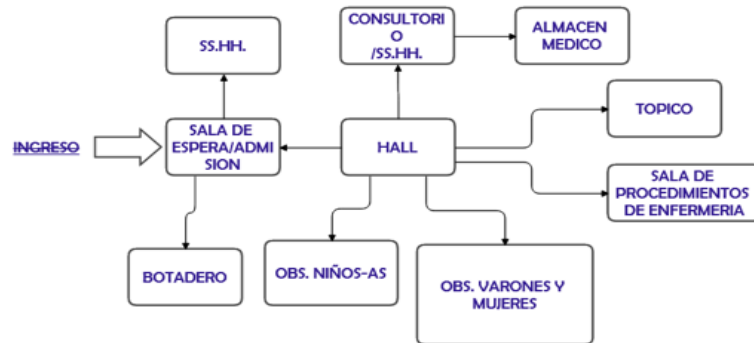 SS.HH.
CONSULTORI
O
/SS.HH.
ALMACEN
MEDICO
INGRESO
SALA DE
ESPERA/ADMI
SION
HALL
TOPICO
SALA DE
PROCEDIMIENTOS
DE ENFERMERIA
BOTADERO
OBS. NIÑOS-AS
OBS. VARONES Y
MUJERES